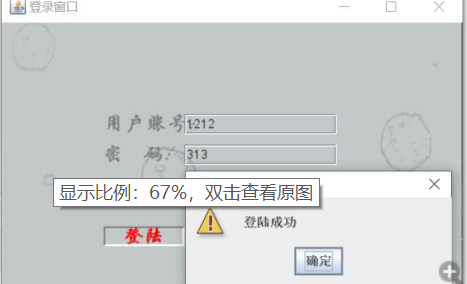 登录窗口
用户账号
1212
密 码:
313
显示比例：67%，双击查看原图
登陆成功
登陆
确定